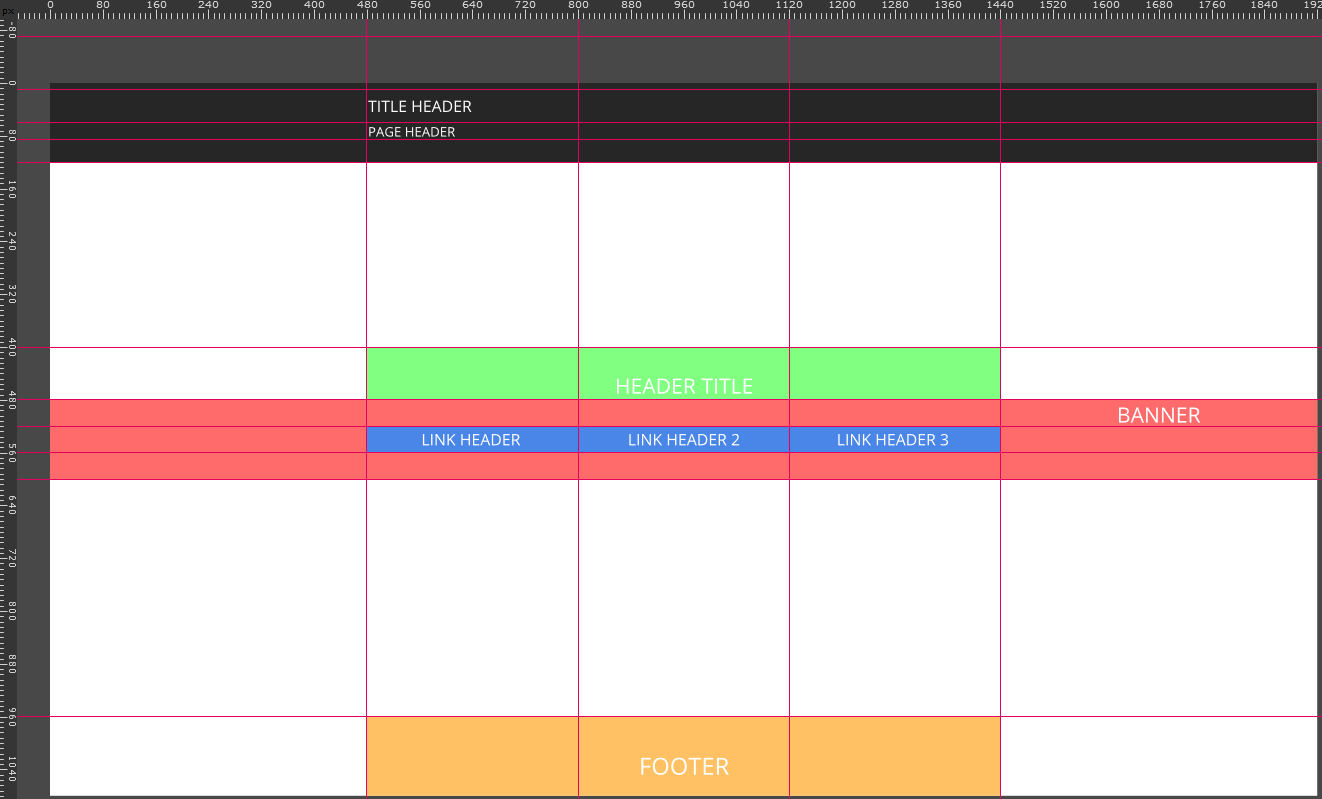 px
0 80 160 240 320 400 480 560 640 720 800 880 960 1040 1120 1200 1280 1360 1440 1520 1600 1680 1760 1840 192
-80
0
TITLE HEADER
PAGE HEADER
80
160
240
320
400
HEADER TITLE
480
BANNER
LINK HEADER LINK HEADER 2 LINK HEADER 3
560
640
720
800
880
960
FOOTER
1040